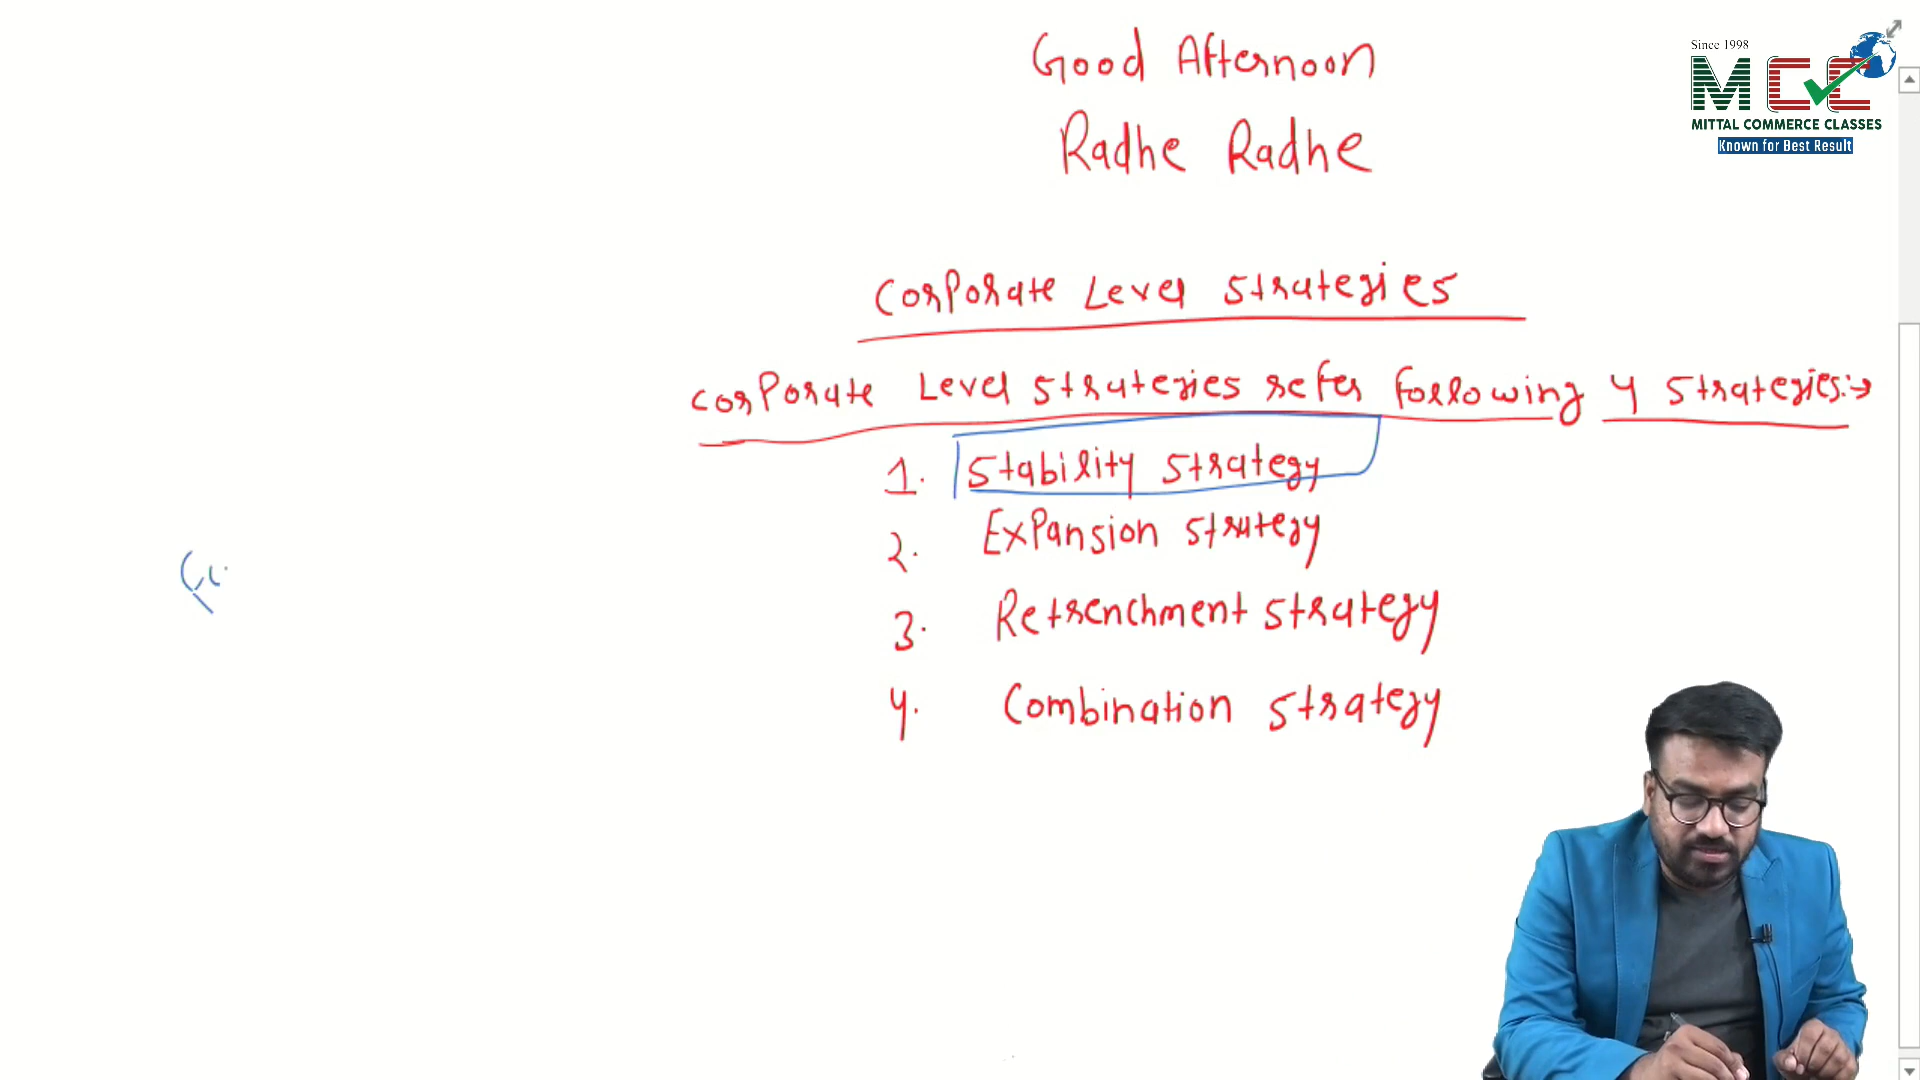 Good Afternoon
Radhe Radhe
Since 1998
MCC
MITTAL COMMERCE CLASSES
Known for Best Result
Corporate Level Strategies
Corporate Level Strategies refer following 4 Strategies:→
1. Stability Strategy
2. Expansion Strategy
3. Retrenchment Strategy
4. Combination Strategy